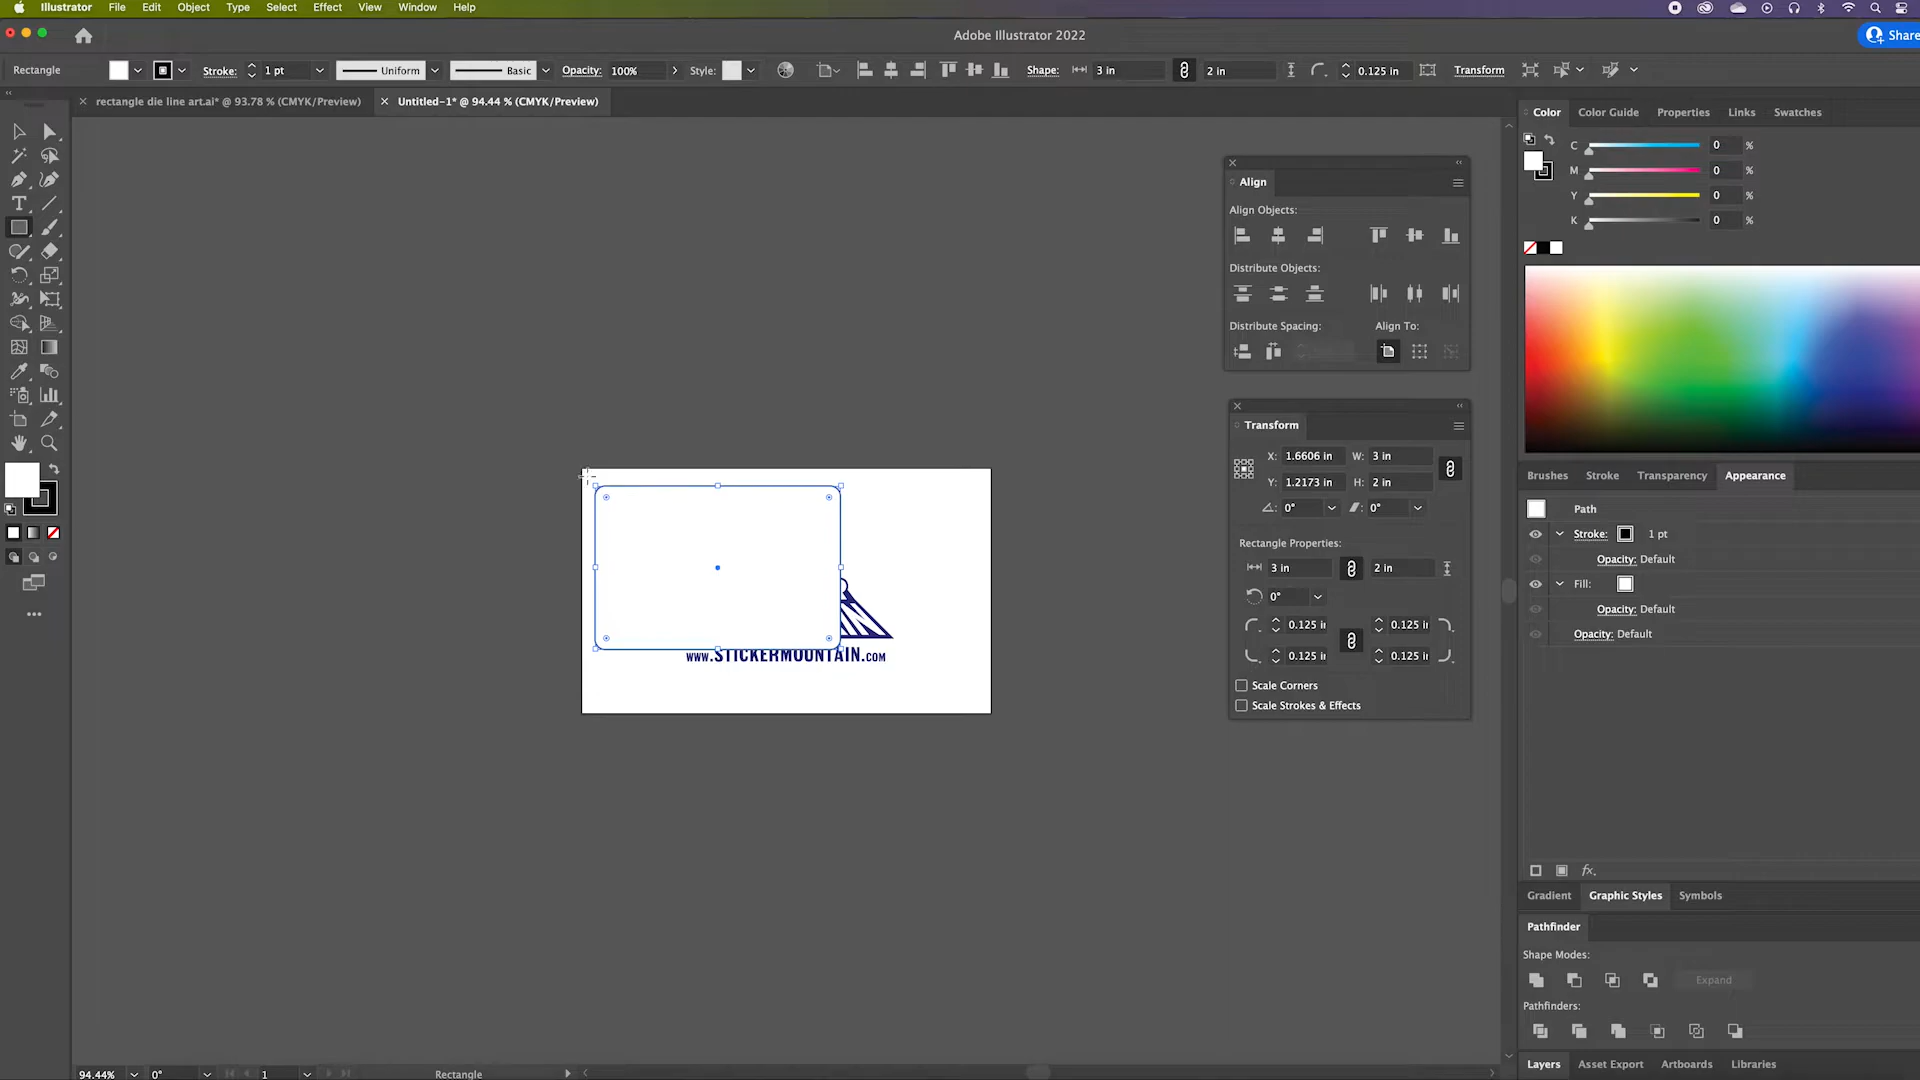 Illustrator File Edit Object Type Select Effect View Window Help
Adobe Illustrator 2022
Share
Rectangle Stroke: 1 pt Uniform Basic Opacity: 100% Style: Shape: 3 in 2 in 0.125 in Transform
rectangle die line art.ai* @ 93.78 % (CMYK/Preview) Untitled-1* @ 94.44 % (CMYK/Preview)
Color Color Guide Properties Links Swatches
C 0 %
M 0 %
Y 0 %
K 0 %
Align
Align Objects:
Distribute Objects:
Distribute Spacing: Align To:
Transform
X: 1.6606 in W: 3 in
Y: 1.2173 in H: 2 in
0° 0°
Rectangle Properties:
3 in 2 in
0°
0.125 in 0.125 in
0.125 in 0.125 in
Scale Corners
Scale Strokes & Effects
WWW.STICKERMOUNTAIN.COM
Brushes Stroke Transparency Appearance
Path
Stroke: 1 pt
Opacity: Default
Fill:
Opacity: Default
Opacity: Default
fx
Gradient Graphic Styles Symbols
Pathfinder
Shape Modes:
Expand
Pathfinders:
Layers Asset Export Artboards Libraries
94.44% 0° 1 Rectangle